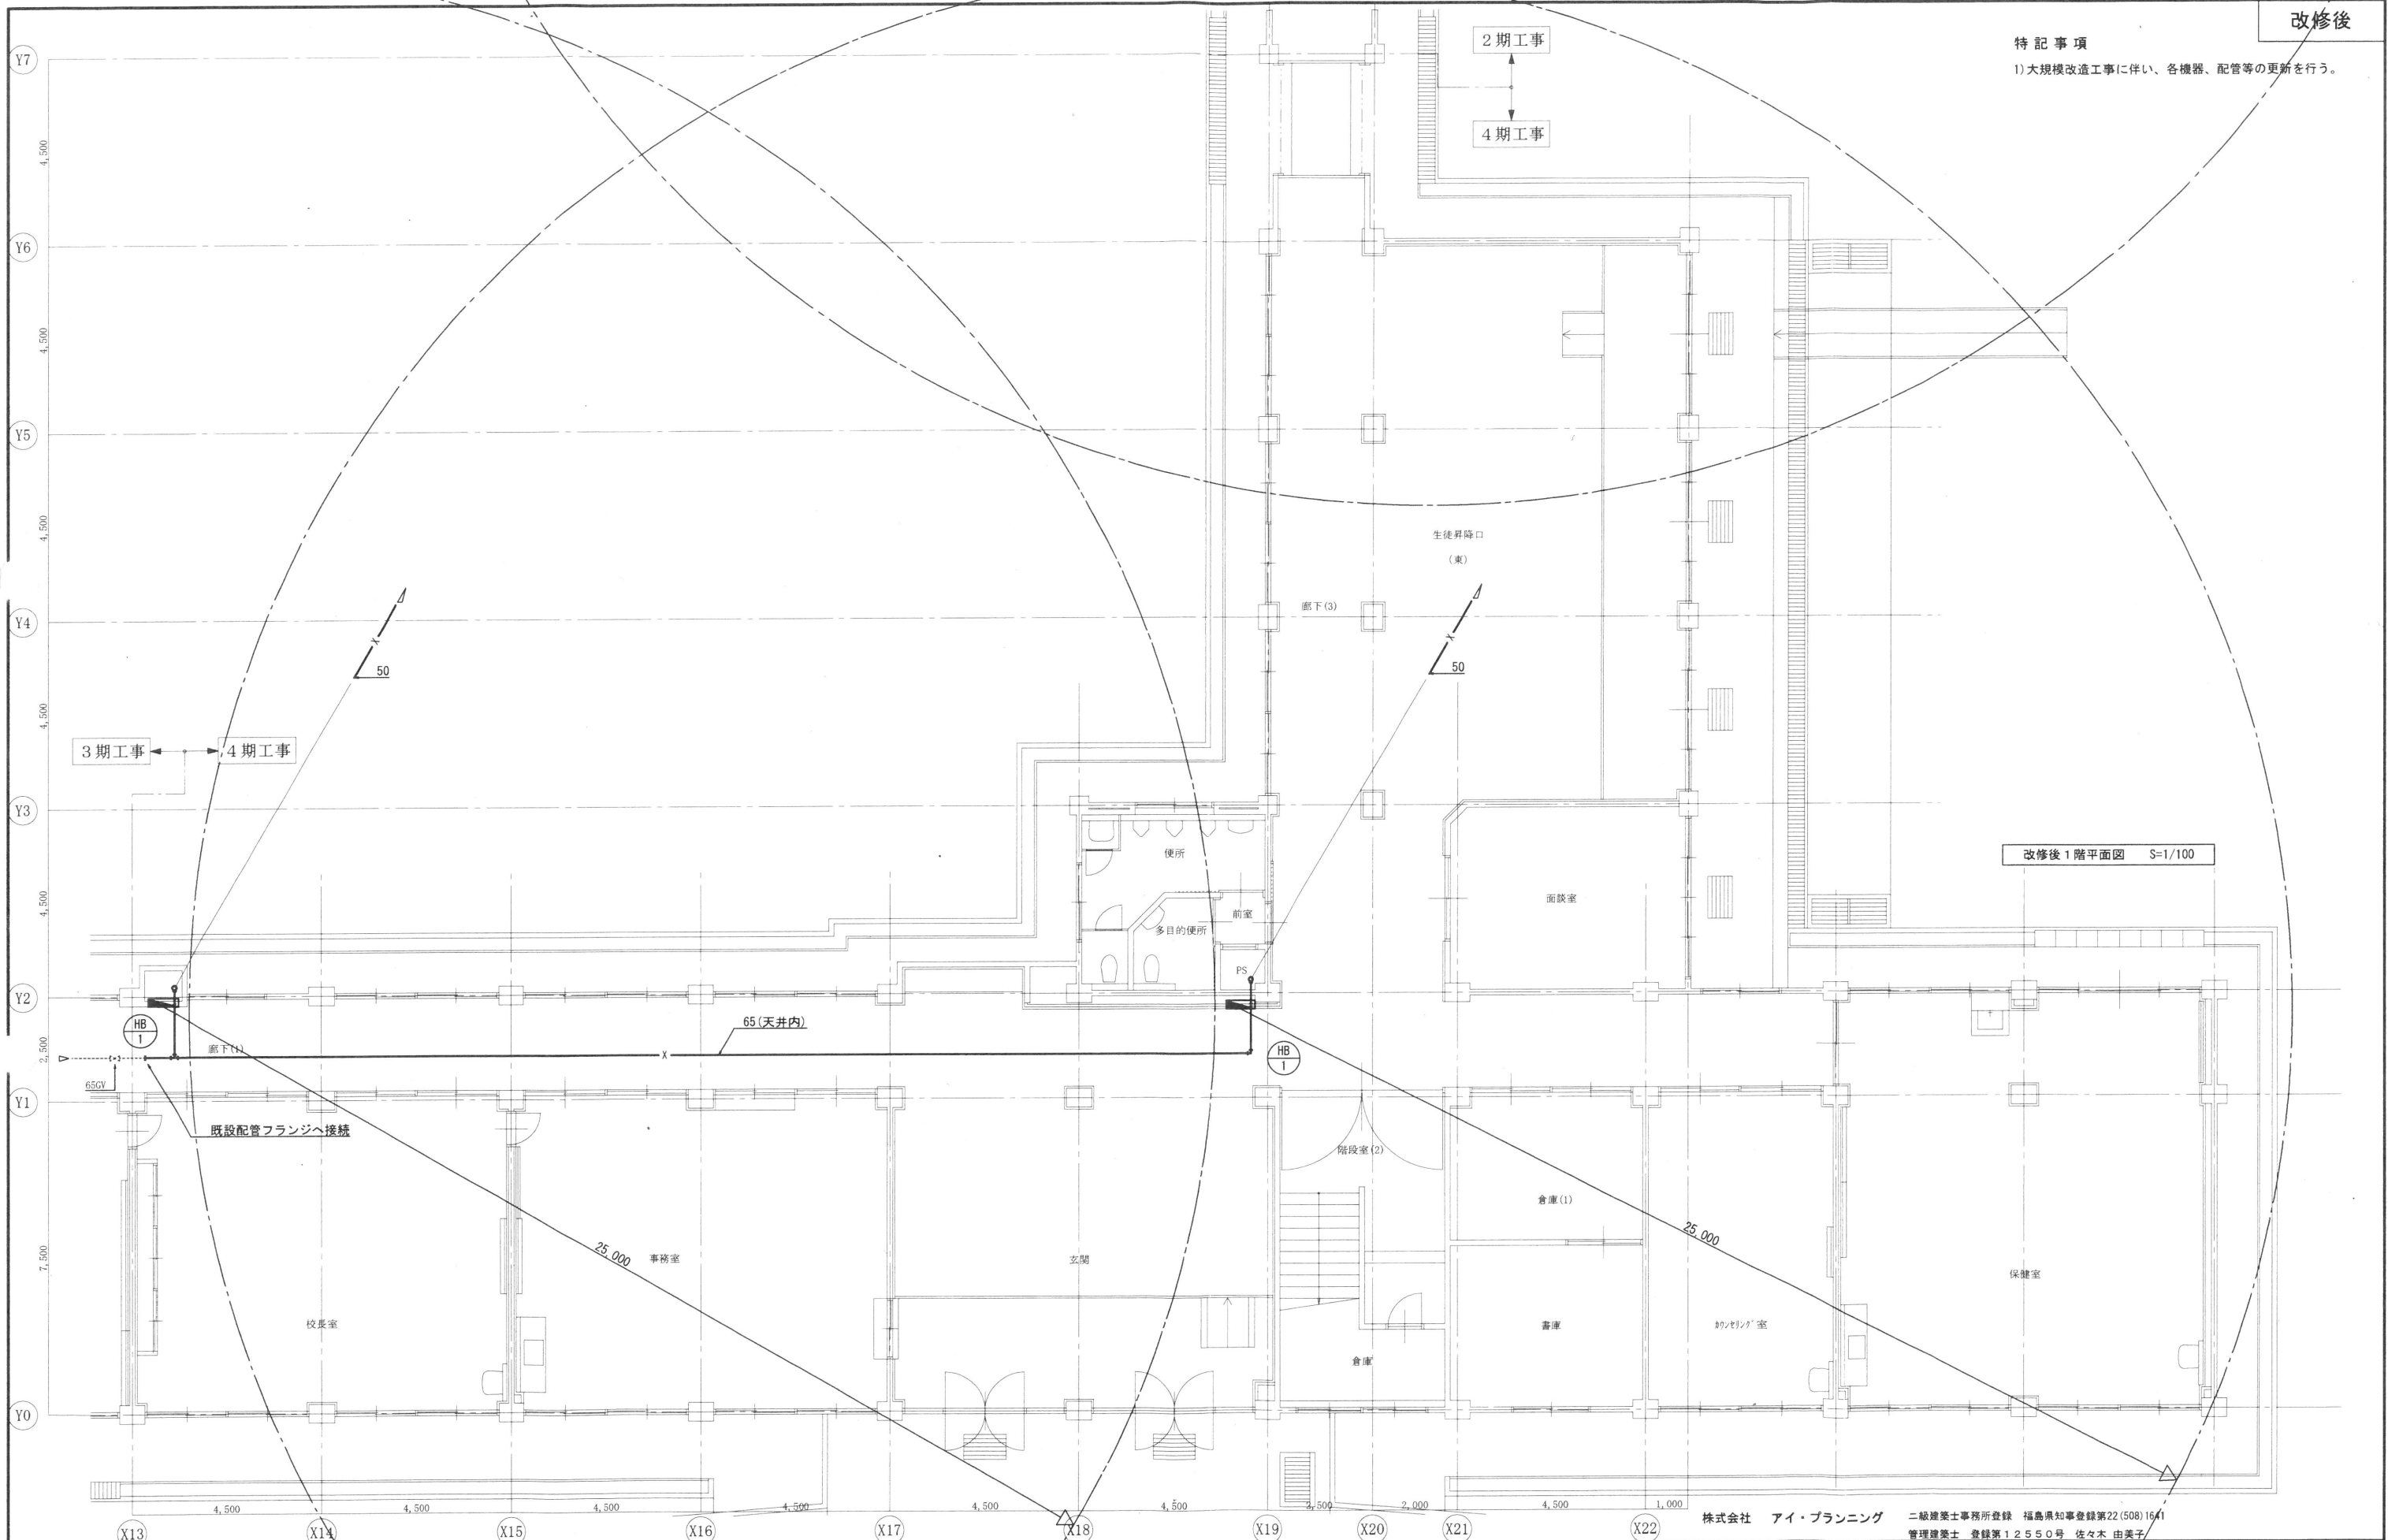 改修後
特記事項
1)大規模改造工事に伴い、各機器、配管等の更新を行う。
2期工事
4期工事
Y7
4,500
Y6
4,500
Y5
4,500
生徒昇降口
(東)
Y4
廊下(3)
50
50
4,500
3期工事
4期工事
Y3
改修後1階平面図 S=1/100
便所
4,500
面談室
前室
多目的便所
PS
Y2
65(天井内)
HB
1
廊下(1)
2,500
HB
1
65GV
Y1
既設配管フランジへ接続
階段室(2)
倉庫(1)
25,000
25,000
7,500
事務室
玄関
保健室
校長室
書庫
カウンセリング室
倉庫
Y0
4,500
4,500
4,500
4,500
4,500
4,500
3,500
2,000
4,500
1,000
X13
X14
X15
X16
X17
X18
X19
X20
X21
X22
株式会社 アイ・プランニング
二級建築士事務所登録 福島県知事登録第22(508)1641
管理建築士 登録第12550号 佐々木 由美子